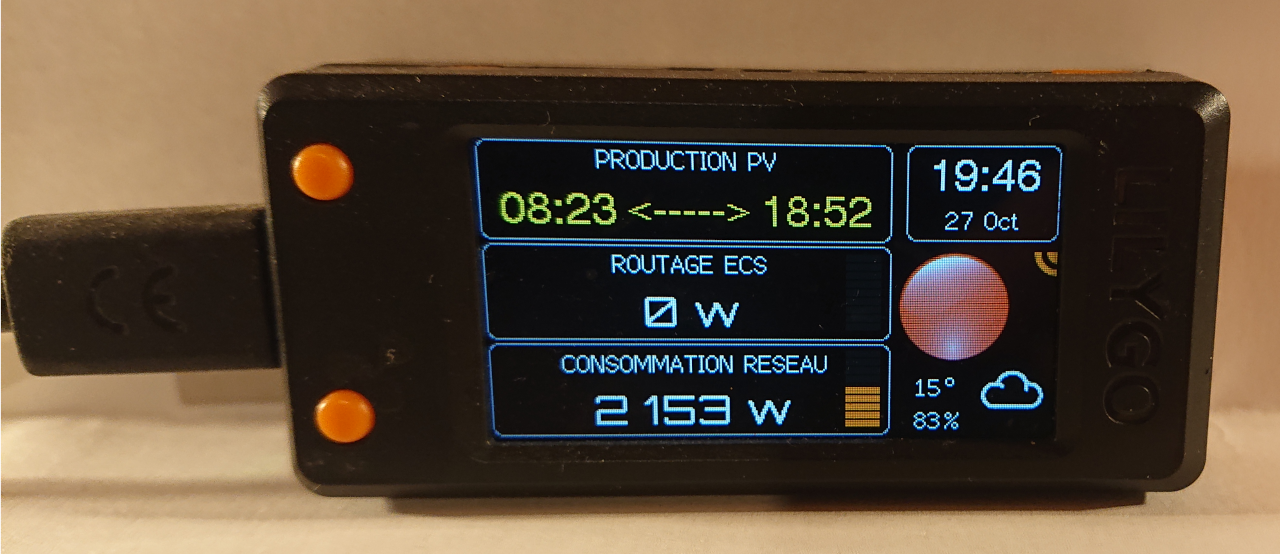 PRODUCTION PV
08:23 <-----> 18:52
19:46
27 Oct
ROUTAGE ECS
0 W
CONSOMMATION RESEAU
2 153 W
15°
83%
LILYGO
CE
5